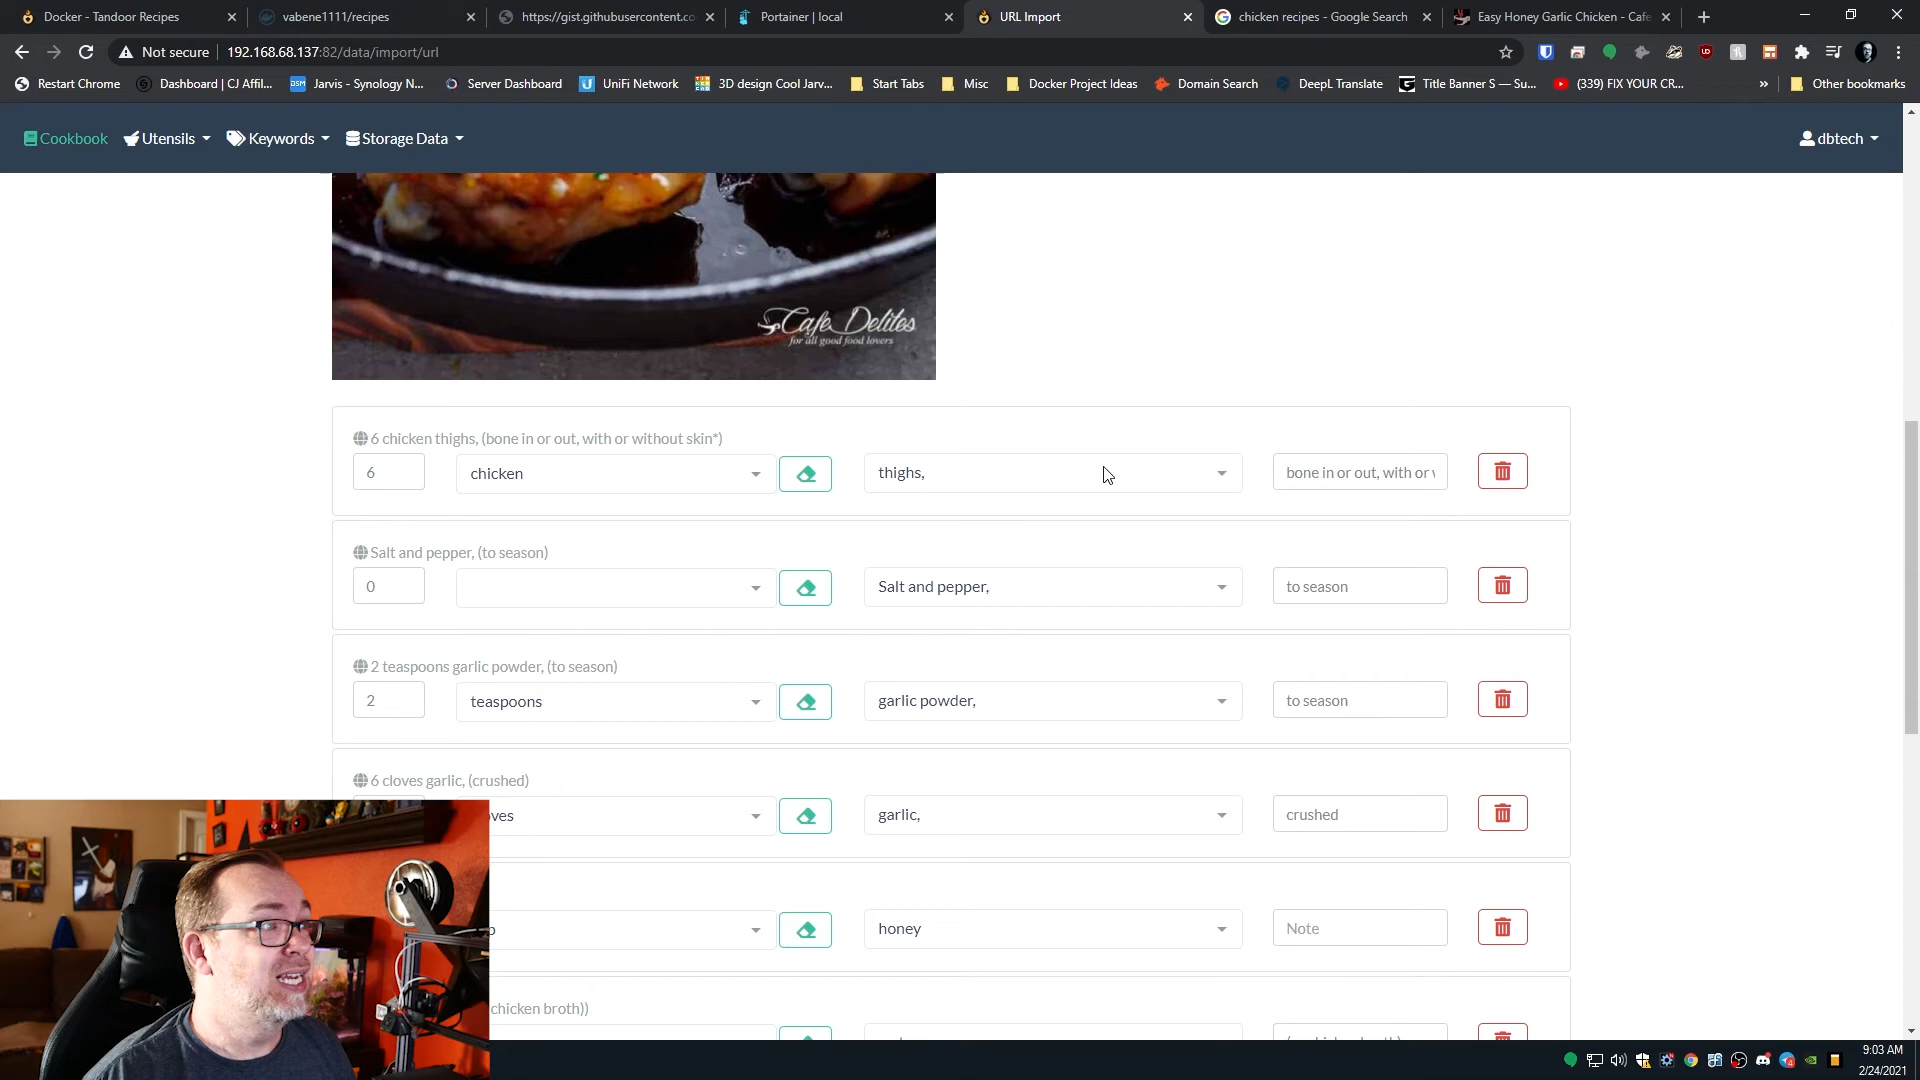 Docker - Tandoor Recipes
vabene1111/recipes
https://gist.githubusercontent.co
Portainer | local
URL Import
chicken recipes - Google Search
Easy Honey Garlic Chicken - Cafe
Not secure
192.168.68.137:82/data/import/url
Restart Chrome
Dashboard | CJ Affil...
Jarvis - Synology N...
Server Dashboard
UniFi Network
3D design Cool Jarv...
Start Tabs
Misc
Docker Project Ideas
Domain Search
DeepL Translate
Title Banner S — Su...
(339) FIX YOUR CR...
»
Other bookmarks
Cookbook
Utensils
Keywords
Storage Data
dbtech
Cafe Delites
for all good food lovers
6 chicken thighs, (bone in or out, with or without skin*)
6
chicken
thighs,
bone in or out, with or
Salt and pepper, (to season)
0
Salt and pepper,
to season
2 teaspoons garlic powder, (to season)
2
teaspoons
garlic powder,
to season
6 cloves garlic, (crushed)
oves
garlic,
crushed
p
honey
Note
chicken broth))
9:03 AM
2/24/2021